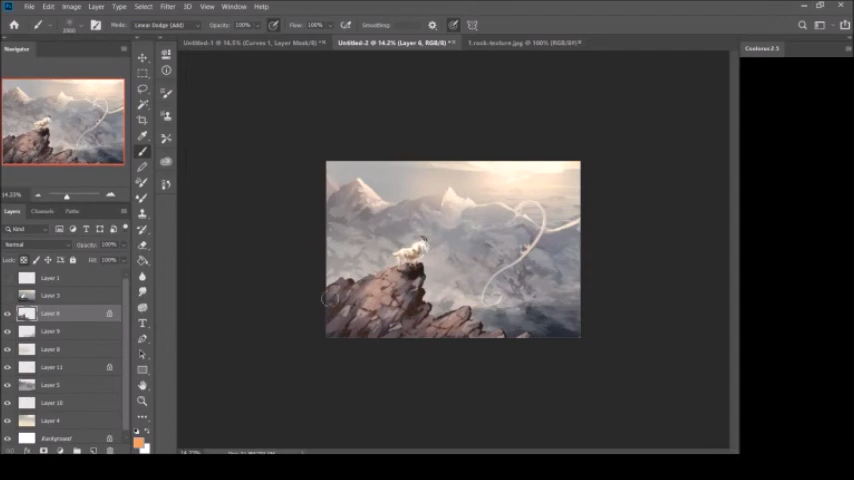 File Edit Image Layer Type Select Filter 3D View Window Help
Mode: Linear Dodge (Add) Opacity: 100% Flow: 100% Smoothing:
Navigator
Untitled-1 @ 16.5% (Curves 1, Layer Mask/8) *
Untitled-2 @ 14.2% (Layer 6, RGB/8) *
1.rock-texture.jpg @ 100% (RGB/8#)
Coolorus 2.5
14.23%
Layers Channels Paths
Kind
Normal Opacity: 100%
Lock: Fill: 100%
Layer 1
Layer 3
Layer 6
Layer 9
Layer 8
Layer 11
Layer 5
Layer 10
Layer 4
Background